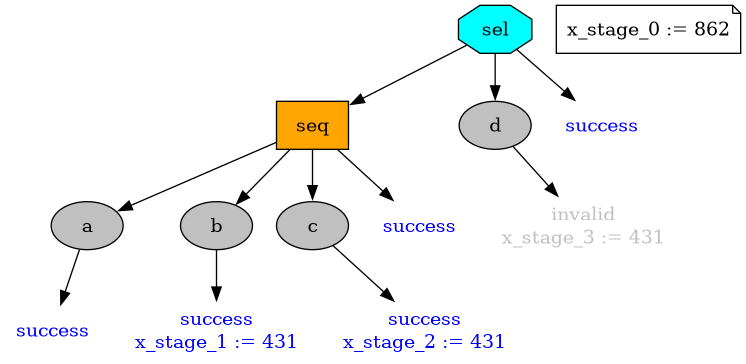 sel
x_stage_0 := 862
seq
d
success
a
b
c
success
invalid
x_stage_3 := 431
success
success
x_stage_1 := 431
success
x_stage_2 := 431